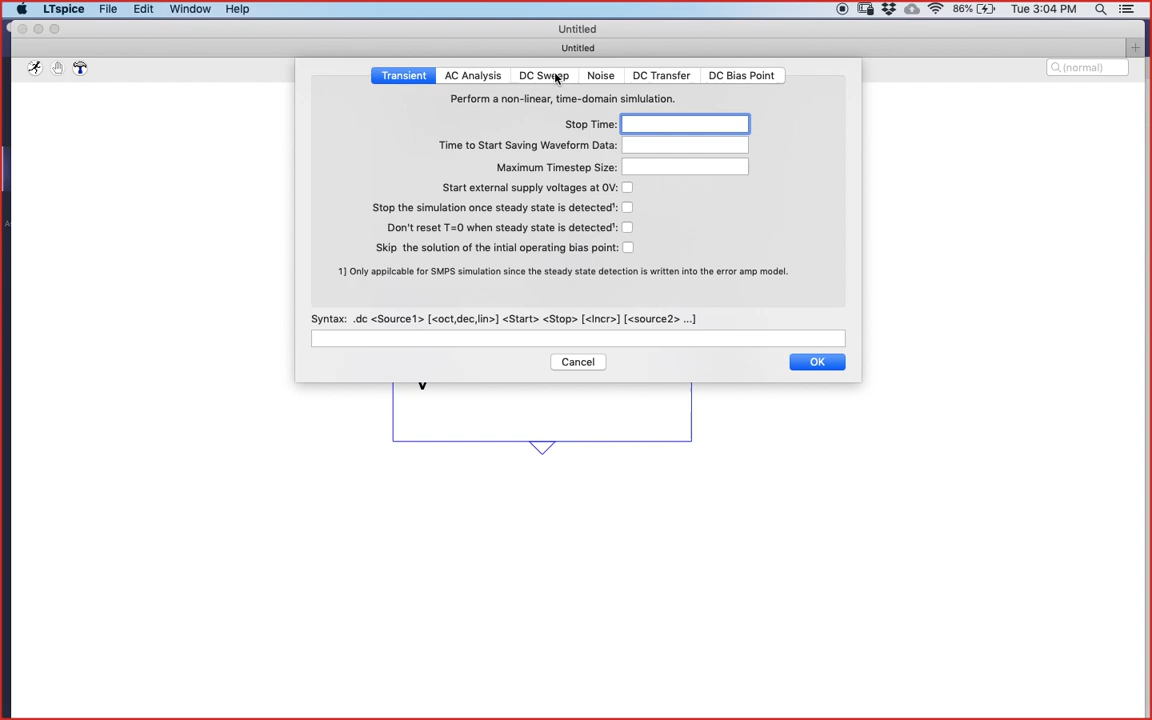 LTspice File Edit Window Help 86% Tue 3:04 PM
Untitled
Untitled
(normal)
Transient AC Analysis DC Sweep Noise DC Transfer DC Bias Point
Perform a non-linear, time-domain simlulation.
Stop Time:
Time to Start Saving Waveform Data:
Maximum Timestep Size:
Start external supply voltages at 0V:
Stop the simulation once steady state is detected¹:
Don't reset T=0 when steady state is detected¹:
Skip the solution of the intial operating bias point:
1] Only appilcable for SMPS simulation since the steady state detection is written into the error amp model.
Syntax: .dc <Source1> [<oct,dec,lin>] <Start> <Stop> [<Incr>] [<source2> ...]
Cancel OK